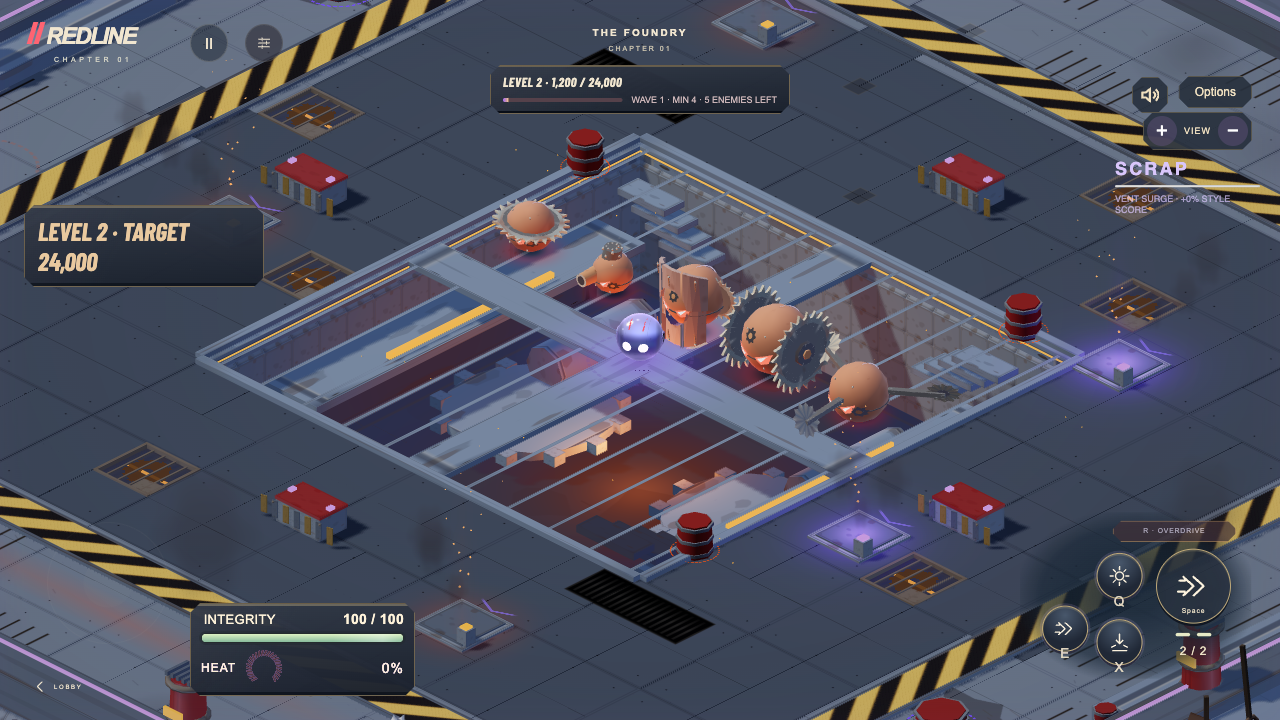 REDLINE
CHAPTER 01
THE FOUNDRY
CHAPTER 01
LEVEL 2 · 1,200 / 24,000
WAVE 1 · MIN 4 · 5 ENEMIES LEFT
Options
+ VIEW −
SCRAP
VENT SURGE · +0% STYLE
SCORE
LEVEL 2 · TARGET
24,000
R · OVERDRIVE
Q
Space
E
X
2 / 2
INTEGRITY 100 / 100
HEAT 0%
LOBBY